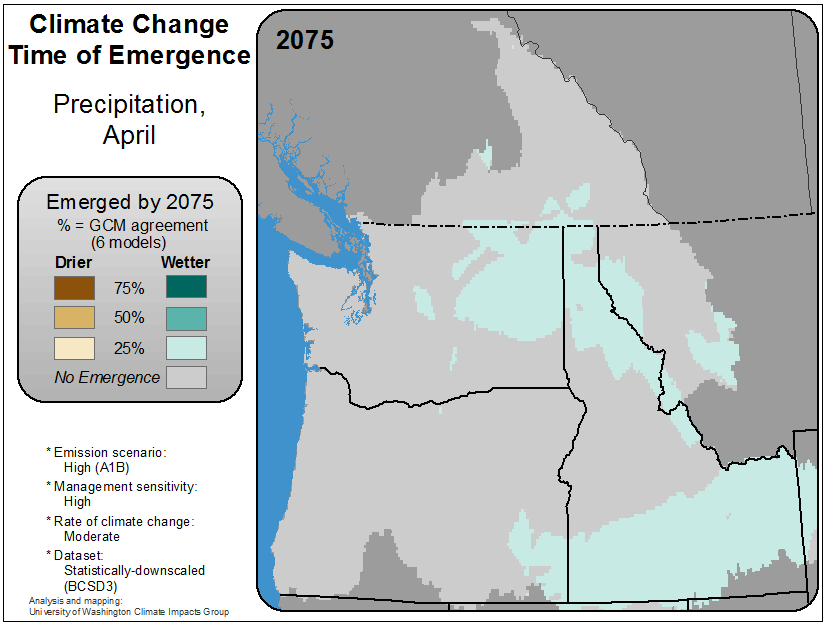 Climate Change
Time of Emergence
Precipitation,
April
Emerged by 2075
% = GCM agreement
(6 models)
Drier Wetter
75%
50%
25%
No Emergence
* Emission scenario:
High (A1B)
* Management sensitivity:
High
* Rate of climate change:
Moderate
* Dataset:
Statistically-downscaled
(BCSD3)
Analysis and mapping:
University of Washington Climate Impacts Group
2075